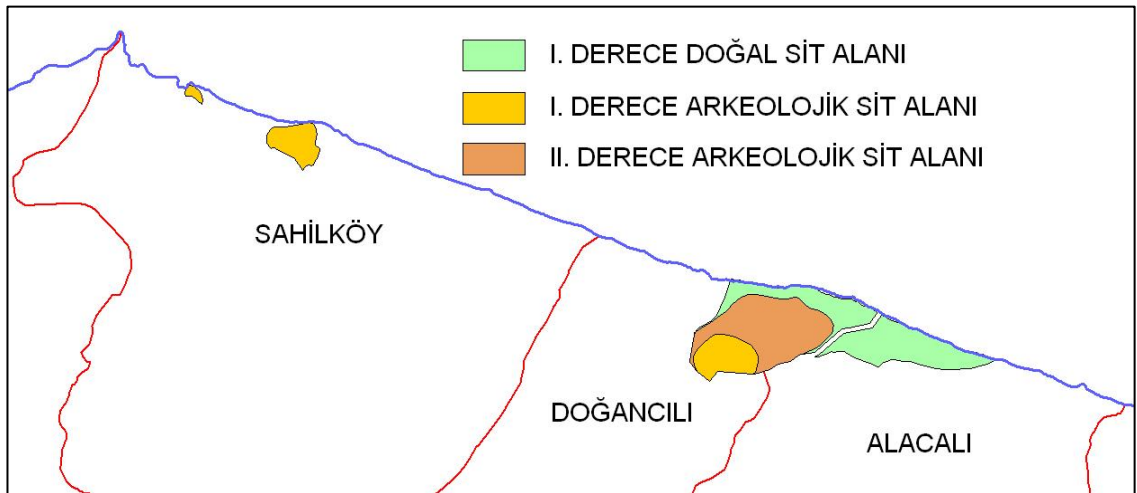 I. DERECE DOĞAL SİT ALANI
I. DERECE ARKEOLOJİK SİT ALANI
II. DERECE ARKEOLOJİK SİT ALANI
SAHİLKÖY
DOĞANCILI
ALACALI